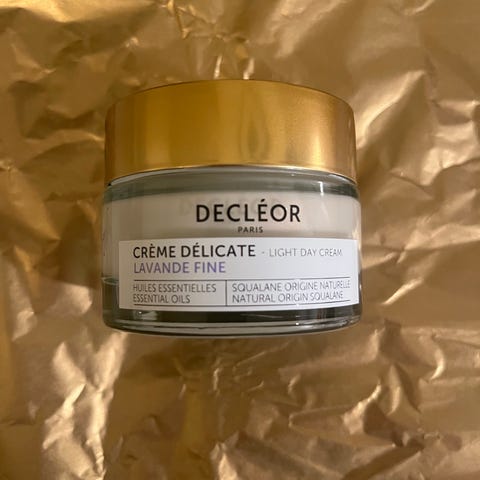 DECLÉOR
PARIS
CRÈME DÉLICATE - LIGHT DAY CREAM
LAVANDE FINE
HUILES ESSENTIELLES
ESSENTIAL OILS
SQUALANE ORIGINE NATURELLE
NATURAL ORIGIN SQUALANE